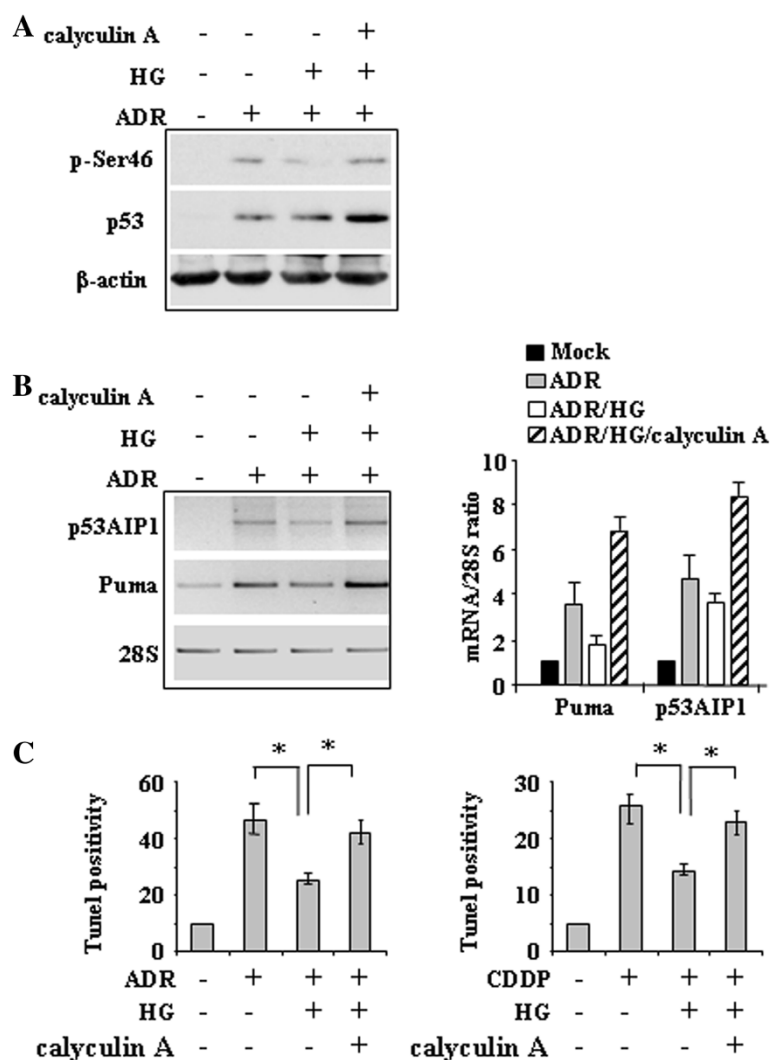 A
calyculin A - - - +
HG - - + +
ADR - + + +
p-Ser46
p53
β-actin
B
calyculin A - - - +
HG - - + +
ADR - + + +
p53AIP1
Puma
28S
Mock
ADR
ADR/HG
ADR/HG/calyculin A
mRNA/28S ratio
10
8
6
4
2
0
Puma p53AIP1
C
Tunel positivity
60
40
20
0
* *
ADR - + + +
HG - - + +
calyculin A - - - +
Tunel positivity
30
20
10
0
* *
CDDP - + + +
HG - - + +
calyculin A - - - +